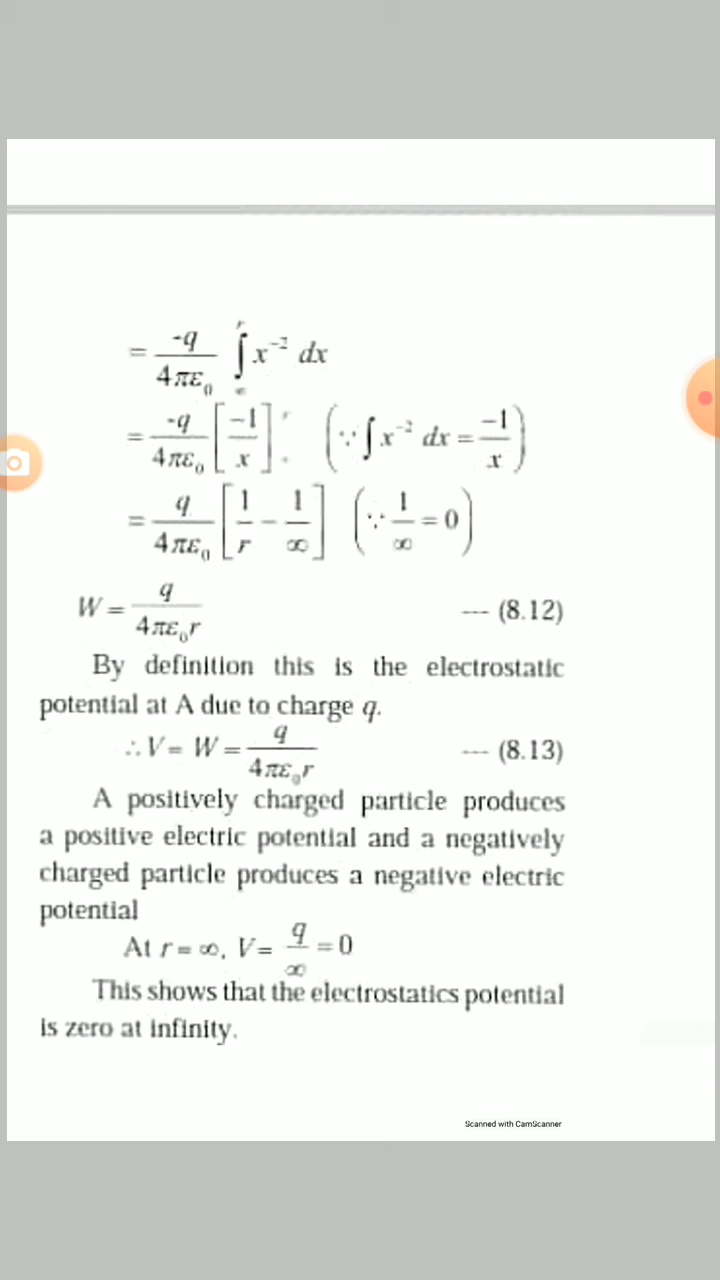 = -q / 4πε₀ ∫ x⁻² dx
= -q / 4πε₀ [ -1 / x ] ( ∵ ∫ x⁻² dx = -1 / x )
= q / 4πε₀ [ 1 / r - 1 / ∞ ] ( ∵ 1 / ∞ = 0 )
W = q / 4πε₀r --- (8.12)
By definition this is the electrostatic
potential at A due to charge q.
∴ V = W = q / 4πε₀r --- (8.13)
A positively charged particle produces
a positive electric potential and a negatively
charged particle produces a negative electric
potential
At r = ∞, V = q / ∞ = 0
This shows that the electrostatics potential
is zero at infinity.
Scanned with CamScanner